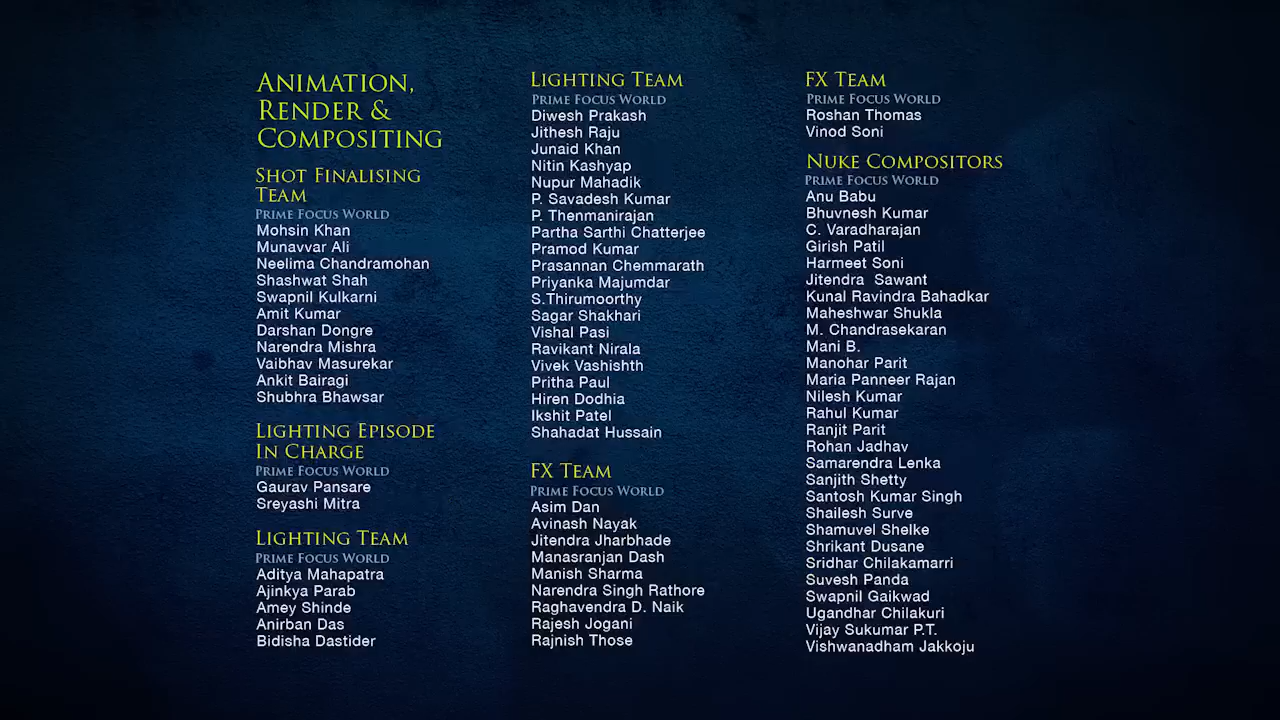 ANIMATION,
RENDER &
COMPOSITING
SHOT FINALISING
TEAM
PRIME FOCUS WORLD
Mohsin Khan
Munavvar Ali
Neelima Chandramohan
Shashwat Shah
Swapnil Kulkarni
Amit Kumar
Darshan Dongre
Narendra Mishra
Vaibhav Masurekar
Ankit Bairagi
Shubhra Bhawsar
LIGHTING EPISODE
IN CHARGE
PRIME FOCUS WORLD
Gaurav Pansare
Sreyashi Mitra
LIGHTING TEAM
PRIME FOCUS WORLD
Aditya Mahapatra
Ajinkya Parab
Amey Shinde
Anirban Das
Bidisha Dastider
LIGHTING TEAM
PRIME FOCUS WORLD
Diwesh Prakash
Jithesh Raju
Junaid Khan
Nitin Kashyap
Nupur Mahadik
P. Savadesh Kumar
P. Thenmanirajan
Partha Sarthi Chatterjee
Pramod Kumar
Prasannan Chemmarath
Priyanka Majumdar
S.Thirumoorthy
Sagar Shakhari
Vishal Pasi
Ravikant Nirala
Vivek Vashishth
Pritha Paul
Hiren Dodhia
Ikshit Patel
Shahadat Hussain
FX TEAM
PRIME FOCUS WORLD
Asim Dan
Avinash Nayak
Jitendra Jharbhade
Manasranjan Dash
Manish Sharma
Narendra Singh Rathore
Raghavendra D. Naik
Rajesh Jogani
Rajnish Those
FX TEAM
PRIME FOCUS WORLD
Roshan Thomas
Vinod Soni
NUKE COMPOSITORS
PRIME FOCUS WORLD
Anu Babu
Bhuvnesh Kumar
C. Varadharajan
Girish Patil
Harmeet Soni
Jitendra  Sawant
Kunal Ravindra Bahadkar
Maheshwar Shukla
M. Chandrasekaran
Mani B.
Manohar Parit
Maria Panneer Rajan
Nilesh Kumar
Rahul Kumar
Ranjit Parit
Rohan Jadhav
Samarendra Lenka
Sanjith Shetty
Santosh Kumar Singh
Shailesh Surve
Shamuvel Shelke
Shrikant Dusane
Sridhar Chilakamarri
Suvesh Panda
Swapnil Gaikwad
Ugandhar Chilakuri
Vijay Sukumar P.T.
Vishwanadham Jakkoju